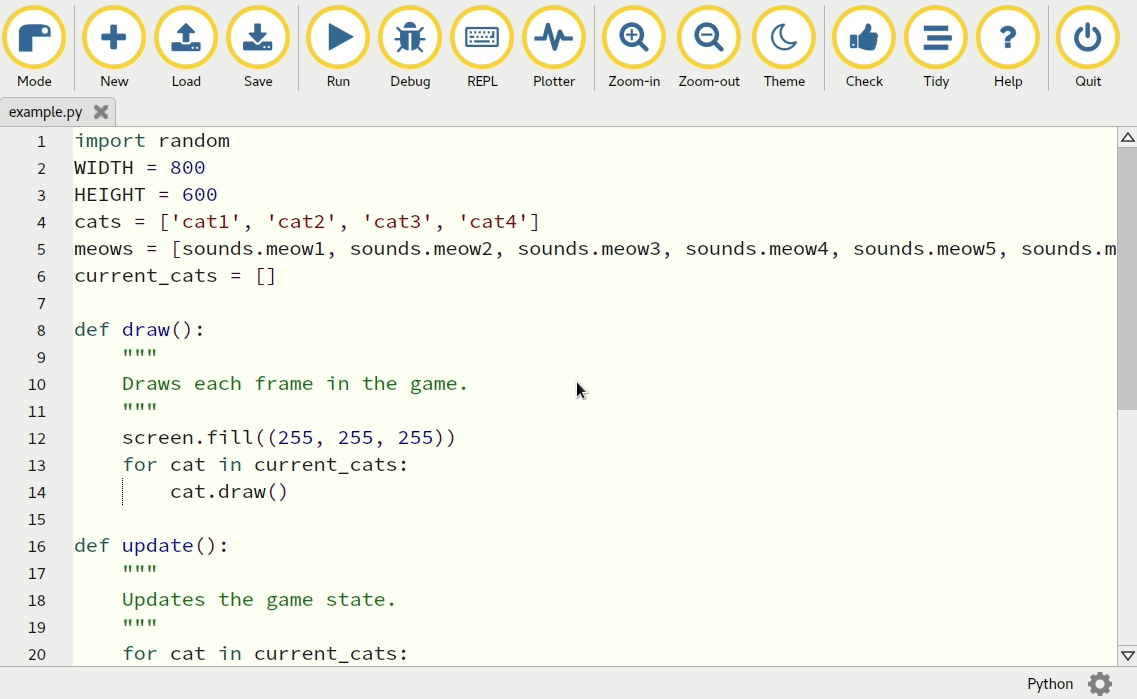 Mode New Load Save Run Debug REPL Plotter Zoom-in Zoom-out Theme Check Tidy Help Quit
example.py
1 import random
2 WIDTH = 800
3 HEIGHT = 600
4 cats = ['cat1', 'cat2', 'cat3', 'cat4']
5 meows = [sounds.meow1, sounds.meow2, sounds.meow3, sounds.meow4, sounds.meow5, sounds.m
6 current_cats = []
7
8 def draw():
9     """
10     Draws each frame in the game.
11     """
12     screen.fill((255, 255, 255))
13     for cat in current_cats:
14         cat.draw()
15
16 def update():
17     """
18     Updates the game state.
19     """
20     for cat in current_cats:
Python